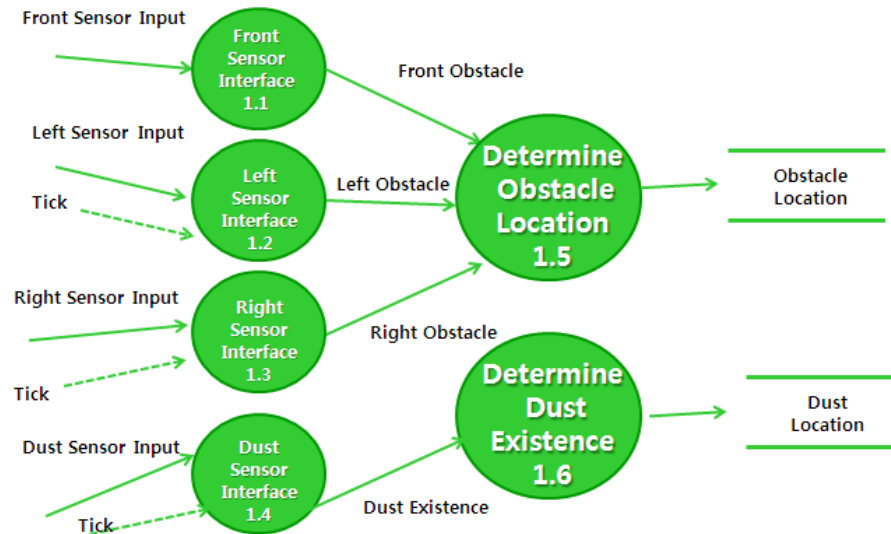 Front Sensor Input
Front
Sensor
Interface
1.1
Front Obstacle
Left Sensor Input
Tick
Left
Sensor
Interface
1.2
Left Obstacle
Determine
Obstacle
Location
1.5
Obstacle
Location
Right Sensor Input
Tick
Right
Sensor
Interface
1.3
Right Obstacle
Dust Sensor Input
Tick
Dust
Sensor
Interface
1.4
Dust Existence
Determine
Dust
Existence
1.6
Dust
Location